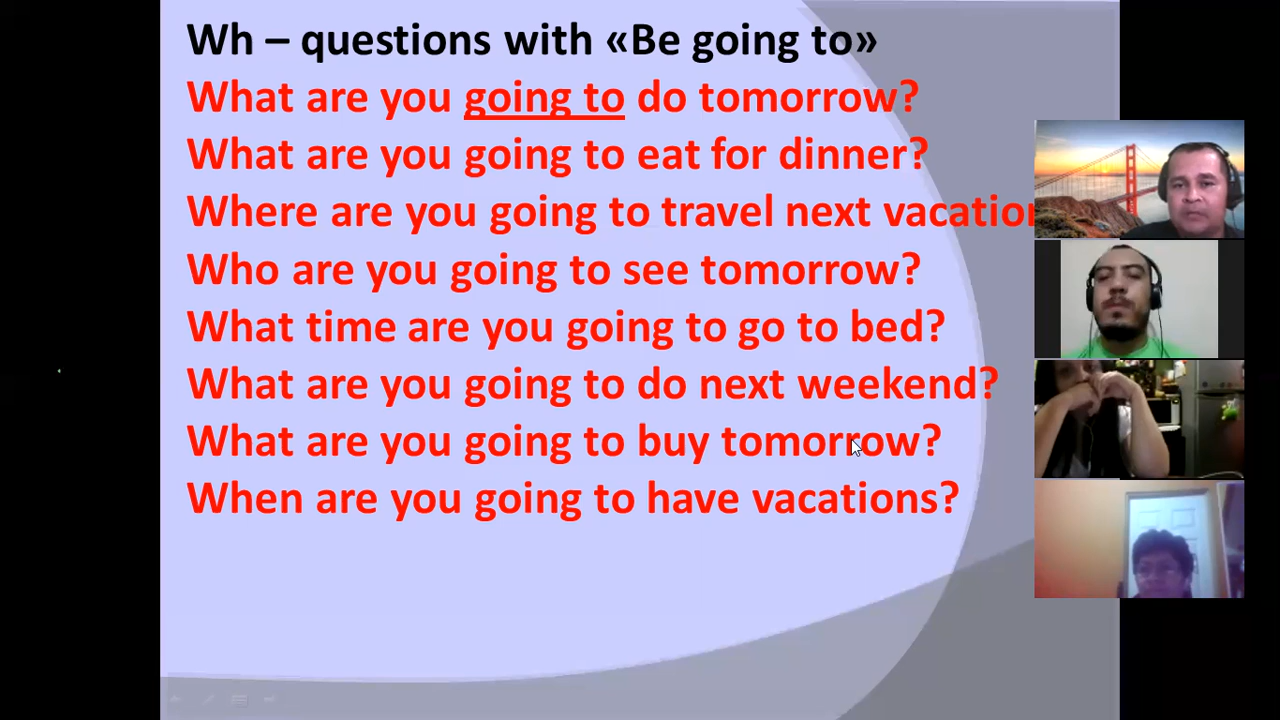 Wh – questions with «Be going to»
What are you going to do tomorrow?
What are you going to eat for dinner?
Where are you going to travel next
Who are you going to see tomorrow?
What time are you going to go to bed?
What are you going to do next weekend?
What are you going to buy tomorrow?
When are you going to have vacations?